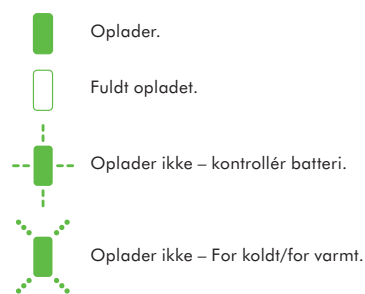 Oplader.
Fuldt opladet.
Oplader ikke – kontrollér batteri.
Oplader ikke – For koldt/for varmt.